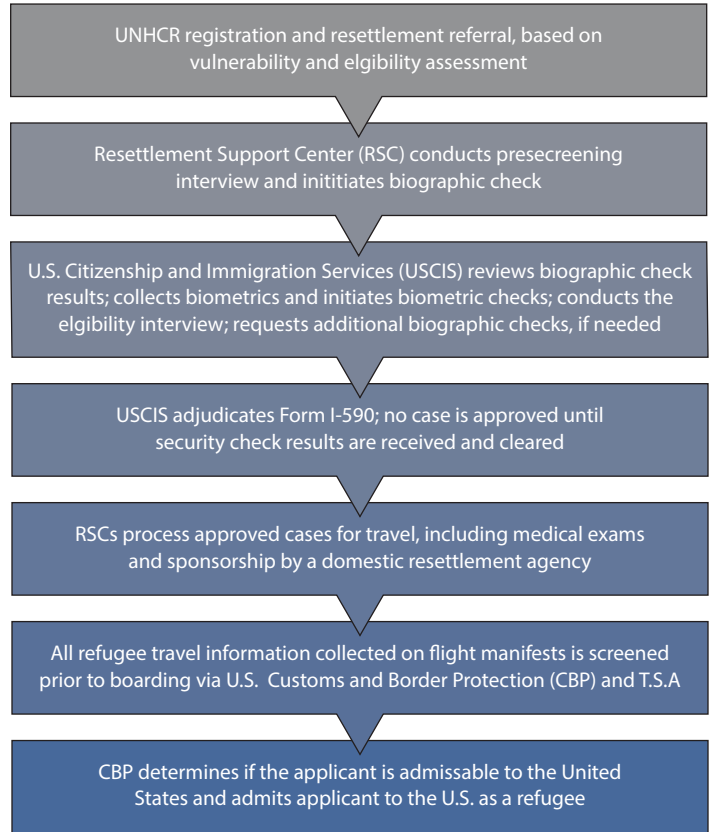 UNHCR registration and resettlement referral, based on
vulnerability and elgibility assessment
Resettlement Support Center (RSC) conducts presecreening
interview and inititiates biographic check
U.S. Citizenship and Immigration Services (USCIS) reviews biographic check
results; collects biometrics and initiates biometric checks; conducts the
elgibility interview; requests additional biographic checks, if needed
USCIS adjudicates Form I-590; no case is approved until
security check results are received and cleared
RSCs process approved cases for travel, including medical exams
and sponsorship by a domestic resettlement agency
All refugee travel information collected on flight manifests is screened
prior to boarding via U.S. Customs and Border Protection (CBP) and T.S.A
CBP determines if the applicant is admissable to the United
States and admits applicant to the U.S. as a refugee